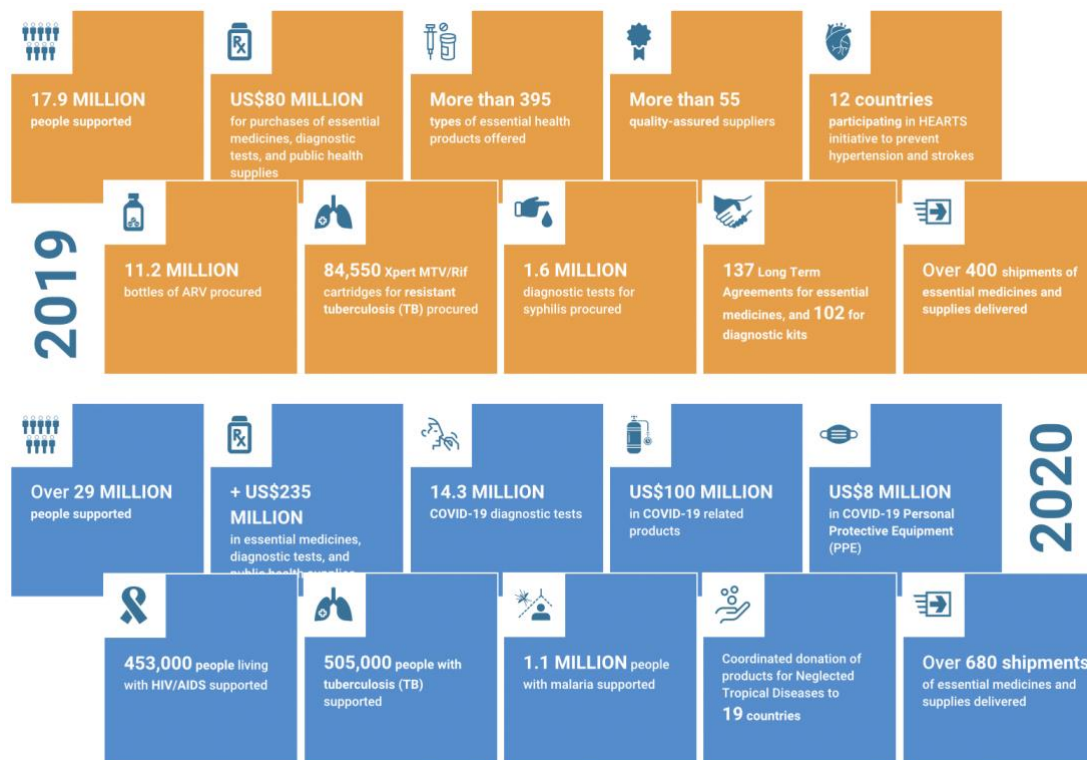 17.9 MILLION
people supported
US$80 MILLION
for purchases of essential
medicines, diagnostic
tests, and public health
supplies
More than 395
types of essential health
products offered
More than 55
quality-assured suppliers
12 countries
participating in HEARTS
initiative to prevent
hypertension and strokes
2019
11.2 MILLION
bottles of ARV procured
84,550 Xpert MTV/Rif
cartridges for resistant
tuberculosis (TB) procured
1.6 MILLION
diagnostic tests for
syphilis procured
137 Long Term
Agreements for essential
medicines, and 102 for
diagnostic kits
Over 400 shipments of
essential medicines and
supplies delivered
Over 29 MILLION
people supported
+ US$235
MILLION
in essential medicines,
diagnostic tests, and
public health supplies
14.3 MILLION
COVID-19 diagnostic tests
US$100 MILLION
in COVID-19 related
products
US$8 MILLION
in COVID-19 Personal
Protective Equipment
(PPE)
2020
453,000 people living
with HIV/AIDS supported
505,000 people with
tuberculosis (TB)
supported
1.1 MILLION people
with malaria supported
Coordinated donation of
products for Neglected
Tropical Diseases to
19 countries
Over 680 shipments
of essential medicines and
supplies delivered